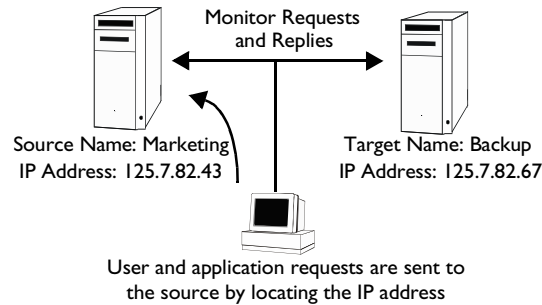 Monitor Requests
and Replies
Source Name: Marketing
IP Address: 125.7.82.43
Target Name: Backup
IP Address: 125.7.82.67
User and application requests are sent to
the source by locating the IP address